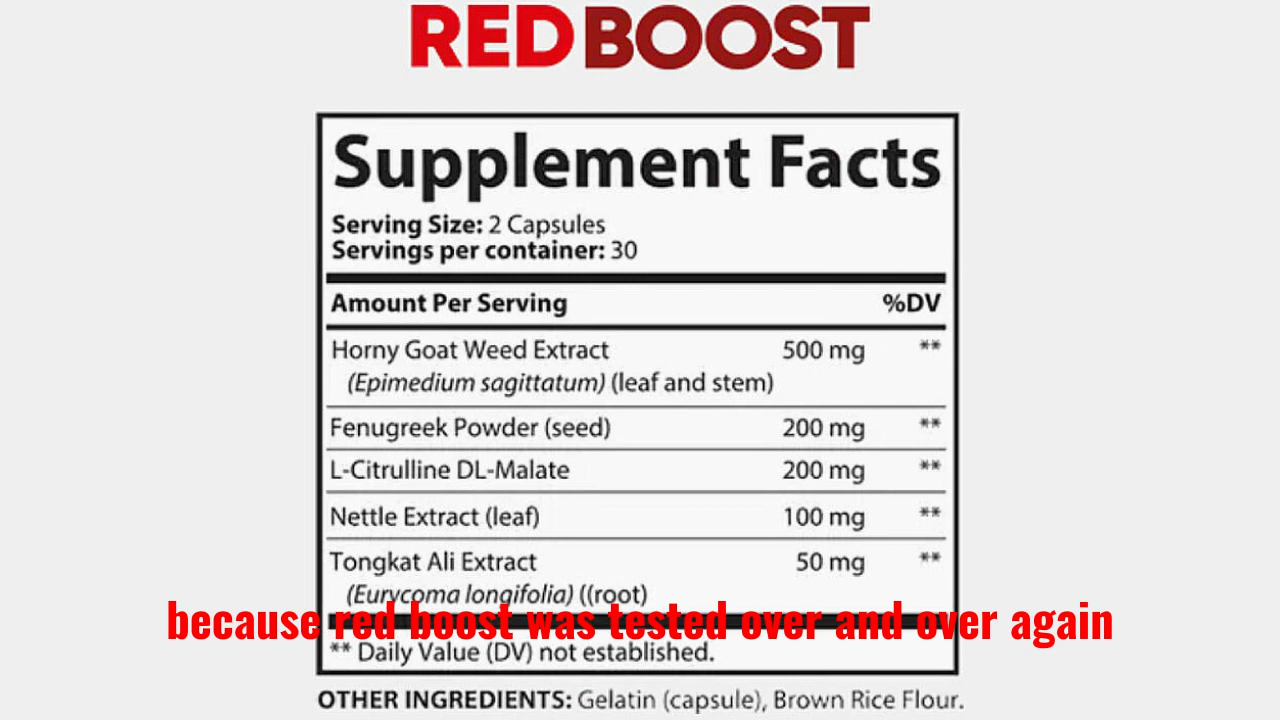 REDBOOST
Supplement Facts
Serving Size: 2 Capsules
Servings per container: 30
Amount Per Serving %DV
Horny Goat Weed Extract 500 mg **
(Epimedium sagittatum) (leaf and stem)
Fenugreek Powder (seed) 200 mg **
L-Citrulline DL-Malate 200 mg **
Nettle Extract (leaf) 100 mg **
Tongkat Ali Extract 50 mg **
(Eurycoma longifolia) ((root)
because red boost was tested over and over again
** Daily Value (DV) not established.
OTHER INGREDIENTS: Gelatin (capsule), Brown Rice Flour.